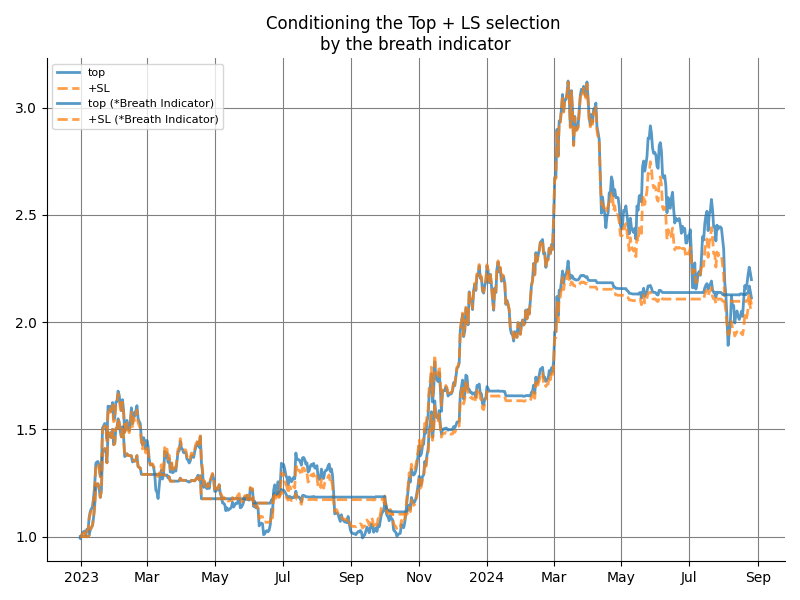 Conditioning the Top + LS selection
by the breath indicator
top
+SL
top (*Breath Indicator)
+SL (*Breath Indicator)
3.0
2.5
2.0
1.5
1.0
2023 Mar May Jul Sep Nov 2024 Mar May Jul Sep